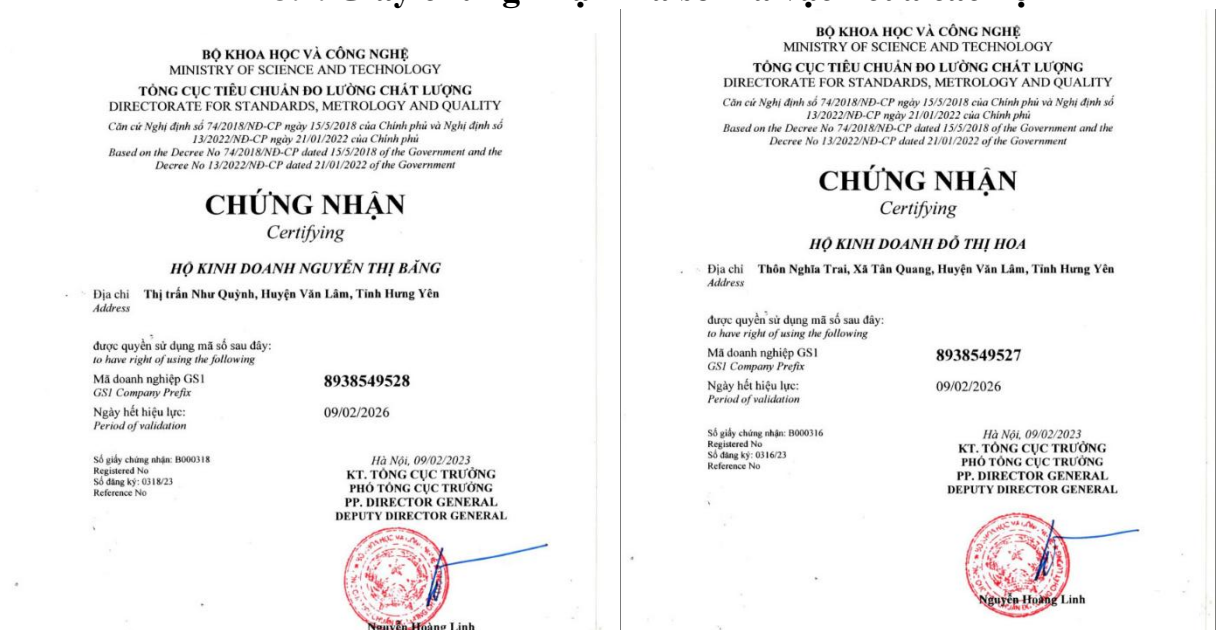 BỘ KHOA HỌC VÀ CÔNG NGHỆ
MINISTRY OF SCIENCE AND TECHNOLOGY
TỔNG CỤC TIÊU CHUẨN ĐO LƯỜNG CHẤT LƯỢNG
DIRECTORATE FOR STANDARDS, METROLOGY AND QUALITY
Căn cứ Nghị định số 74/2018/NĐ-CP ngày 15/5/2018 của Chính phủ và Nghị định số
13/2022/NĐ-CP ngày 21/01/2022 của Chính phủ
Based on the Decree No 74/2018/NĐ-CP dated 15/5/2018 of the Government and the
Decree No 13/2022/NĐ-CP dated 21/01/2022 of the Government
CHỨNG NHẬN
Certifying
HỘ KINH DOANH NGUYỄN THỊ BĂNG
Địa chỉ Thị trấn Như Quỳnh, Huyện Văn Lâm, Tỉnh Hưng Yên
Address
được quyền sử dụng mã số sau đây:
to have right of using the following
Mã doanh nghiệp GS1 8938549528
GS1 Company Prefix
Ngày hết hiệu lực: 09/02/2026
Period of validation
Số giấy chứng nhận: B000318
Registered No
Số đăng ký: 0318/23
Reference No
Hà Nội, 09/02/2023
KT. TỔNG CỤC TRƯỞNG
PHÓ TỔNG CỤC TRƯỞNG
PP. DIRECTOR GENERAL
DEPUTY DIRECTOR GENERAL
Nguyễn Hoàng Linh
BỘ KHOA HỌC VÀ CÔNG NGHỆ
MINISTRY OF SCIENCE AND TECHNOLOGY
TỔNG CỤC TIÊU CHUẨN ĐO LƯỜNG CHẤT LƯỢNG
DIRECTORATE FOR STANDARDS, METROLOGY AND QUALITY
Căn cứ Nghị định số 74/2018/NĐ-CP ngày 15/5/2018 của Chính phủ và Nghị định số
13/2022/NĐ-CP ngày 21/01/2022 của Chính phủ
Based on the Decree No 74/2018/NĐ-CP dated 15/5/2018 of the Government and the
Decree No 13/2022/NĐ-CP dated 21/01/2022 of the Government
CHỨNG NHẬN
Certifying
HỘ KINH DOANH ĐỖ THỊ HOA
Địa chỉ Thôn Nghĩa Trai, Xã Tân Quang, Huyện Văn Lâm, Tỉnh Hưng Yên
Address
được quyền sử dụng mã số sau đây:
to have right of using the following
Mã doanh nghiệp GS1 8938549527
GS1 Company Prefix
Ngày hết hiệu lực: 09/02/2026
Period of validation
Số giấy chứng nhận: B000316
Registered No
Số đăng ký: 0316/23
Reference No
Hà Nội, 09/02/2023
KT. TỔNG CỤC TRƯỞNG
PHÓ TỔNG CỤC TRƯỞNG
PP. DIRECTOR GENERAL
DEPUTY DIRECTOR GENERAL
Nguyễn Hoàng Linh